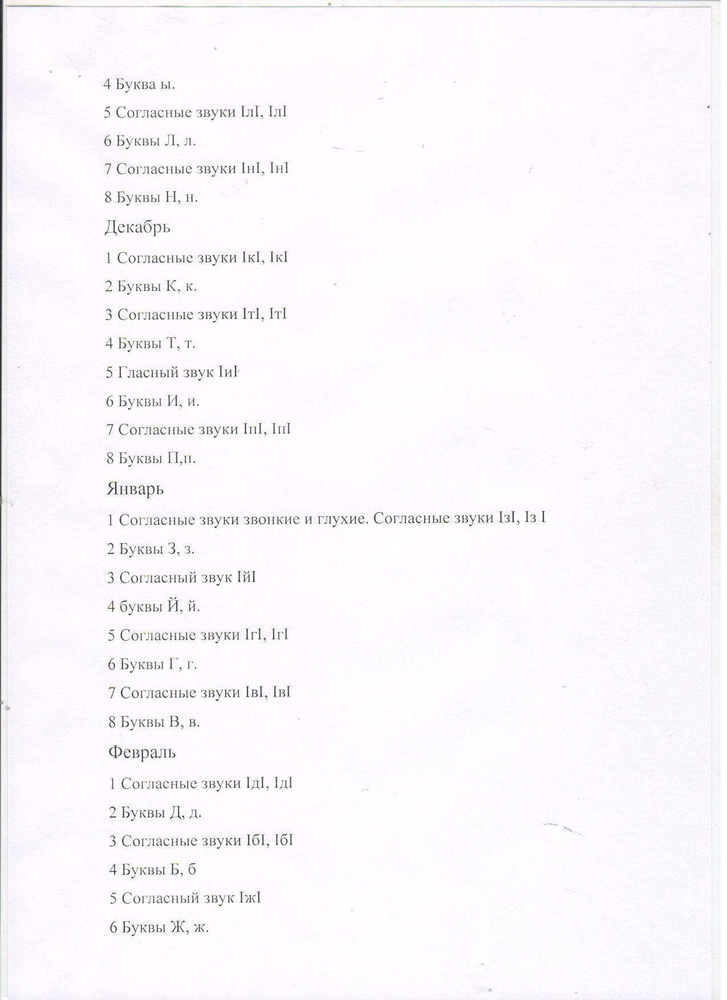 4 Буква ы.
5 Согласные звуки IлI, IлI
6 Буквы Л, л.
7 Согласные звуки IнI, IнI
8 Буквы Н, н.
Декабрь
1 Согласные звуки IкI, IкI
2 Буквы К, к.
3 Согласные звуки IтI, IтI
4 Буквы Т, т.
5 Гласный звук IиI
6 Буквы И, и.
7 Согласные звуки IпI, IпI
8 Буквы П,п.
Январь
1 Согласные звуки звонкие и глухие. Согласные звуки IзI, Iз I
2 Буквы З, з.
3 Согласный звук IйI
4 буквы Й, й.
5 Согласные звуки IгI, IгI
6 Буквы Г, г.
7 Согласные звуки IвI, IвI
8 Буквы В, в.
Февраль
1 Согласные звуки IдI, IдI
2 Буквы Д, д.
3 Согласные звуки IбI, IбI
4 Буквы Б, б
5 Согласный звук IжI
6 Буквы Ж, ж.